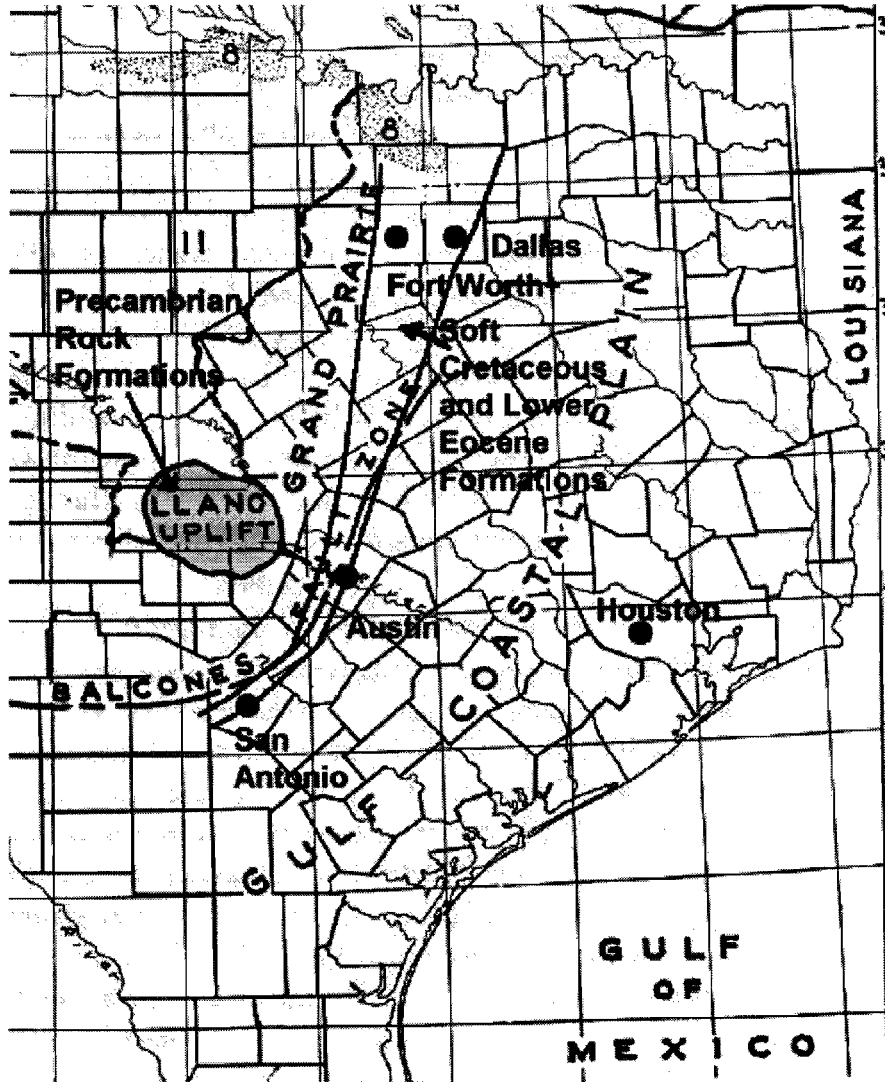 8
8
11
GRAND PRAIRIE
Dallas
Fort Worth
LOUISIANA
Precambrian
Rock
Formations
Soft
Cretaceous
and Lower
Eocene
Formations
LLANO
UPLIFT
BALCONES FAULT ZONE
Austin
Houston
San
Antonio
GULF COASTAL PLAIN
GULF
OF
MEXICO